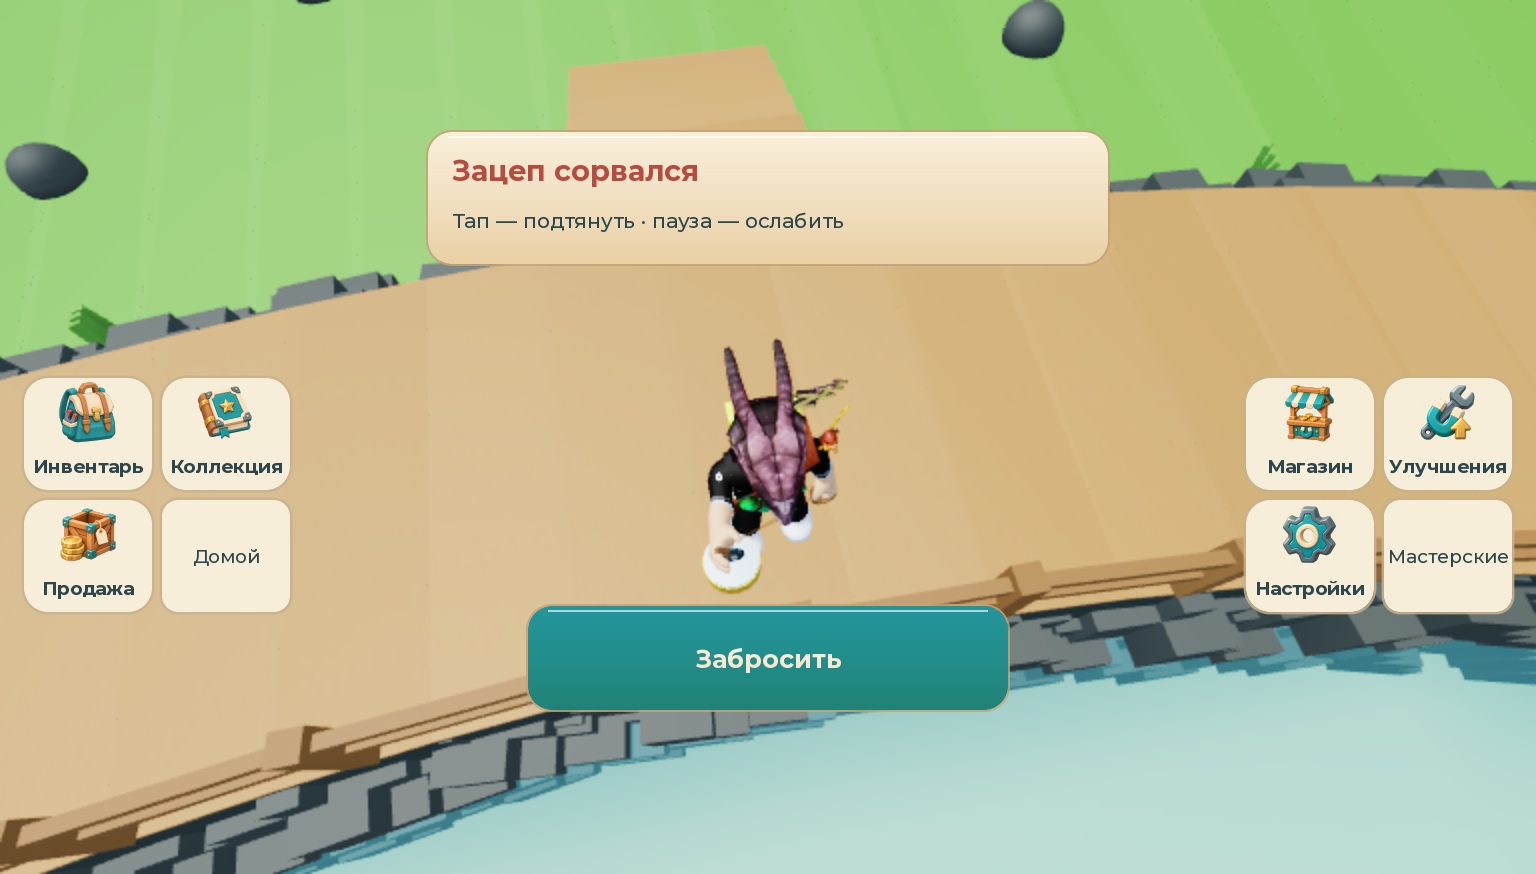 Зацеп сорвался
Тап — подтянуть · пауза — ослабить
Инвентарь
Коллекция
Продажа
Домой
Магазин
Улучшения
Настройки
Мастерские
Забросить